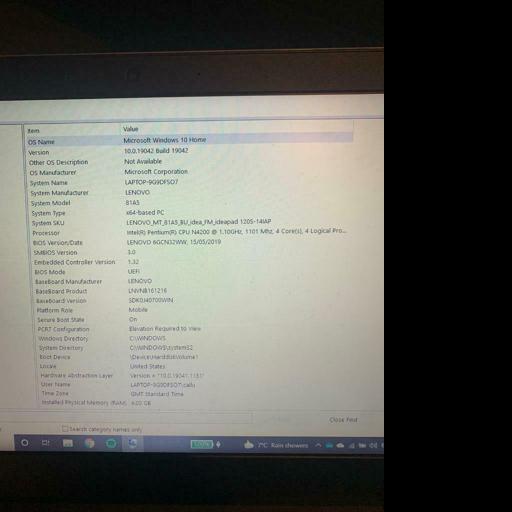 Item Value
OS Name Microsoft Windows 10 Home
Version 10.0.19042 Build 19042
Other OS Description Not Available
OS Manufacturer Microsoft Corporation
System Name LAPTOP-9G9DFSO7
System Manufacturer LENOVO
System Model 81A5
System Type x64-based PC
System SKU LENOVO_MT_81A5_BU_idea_FM_ideapad 120S-14IAP
Processor Intel(R) Pentium(R) CPU N4200 @ 1.10GHz, 1101 Mhz, 4 Core(s), 4 Logical Pro...
BIOS Version/Date LENOVO 6GCN32WW, 15/05/2019
SMBIOS Version 3.0
Embedded Controller Version 1.32
BIOS Mode UEFI
BaseBoard Manufacturer LENOVO
BaseBoard Product LNVNB161216
BaseBoard Version SDK0J40700WIN
Platform Role Mobile
Secure Boot State On
PCR7 Configuration Elevation Required to View
Windows Directory C:\WINDOWS
System Directory C:\WINDOWS\system32
Boot Device \Device\HarddiskVolume1
Locale United States
Hardware Abstraction Layer Version = "10.0.19041.1151"
User Name LAPTOP-9G9DFSO7\callu
Time Zone GMT Standard Time
Installed Physical Memory (RAM) 4.00 GB
Close Find
Search category names only
100% 7°C Rain showers